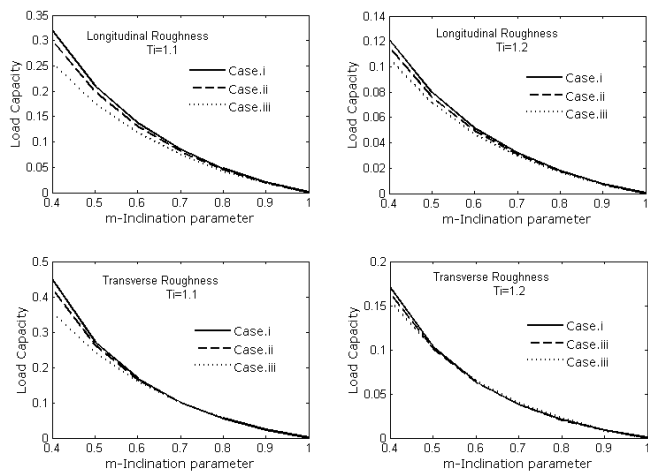 Longitudinal Roughness
Ti=1.1
Case.i
Case.ii
Case.iii
Load Capacity
0.35
0.3
0.25
0.2
0.15
0.1
0.05
0
0.4 0.5 0.6 0.7 0.8 0.9 1
m-Inclination parameter
Longitudinal Roughness
Ti=1.2
Case.i
Case.ii
Case.iii
Load Capacity
0.12
0.1
0.08
0.06
0.04
0.02
0
0.4 0.5 0.6 0.7 0.8 0.9 1
m-Inclination parameter
Transverse Roughness
Ti=1.1
Case.i
Case.ii
Case.iii
Load Capacity
0.5
0.4
0.3
0.2
0.1
0
0.4 0.5 0.6 0.7 0.8 0.9 1
m-Inclination parameter
Transverse Roughness
Ti=1.2
Case.i
Case.ii
Case.iii
Load Capacity
0.2
0.15
0.1
0.05
0
0.4 0.5 0.6 0.7 0.8 0.9 1
m-Inclination parameter